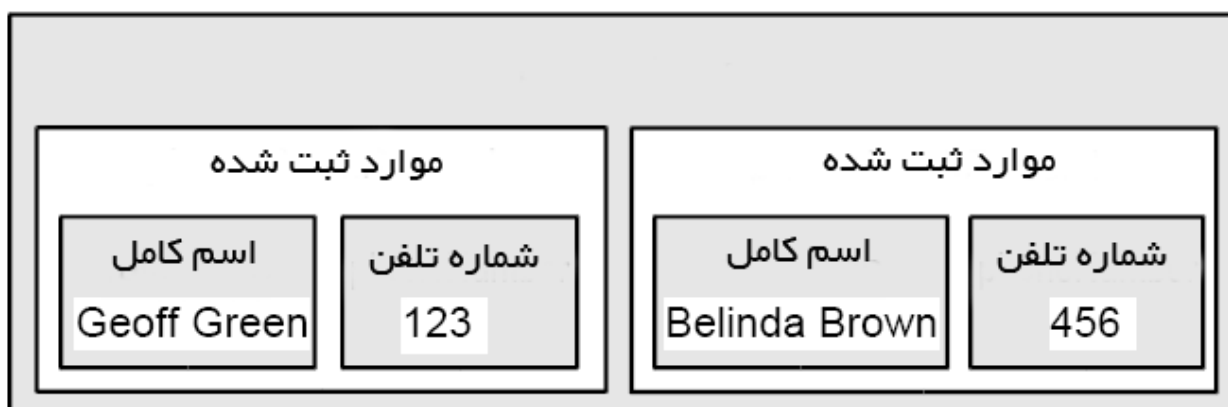 موارد ثبت شده
اسم کامل
Geoff Green
شماره تلفن
123
موارد ثبت شده
اسم کامل
Belinda Brown
شماره تلفن
456